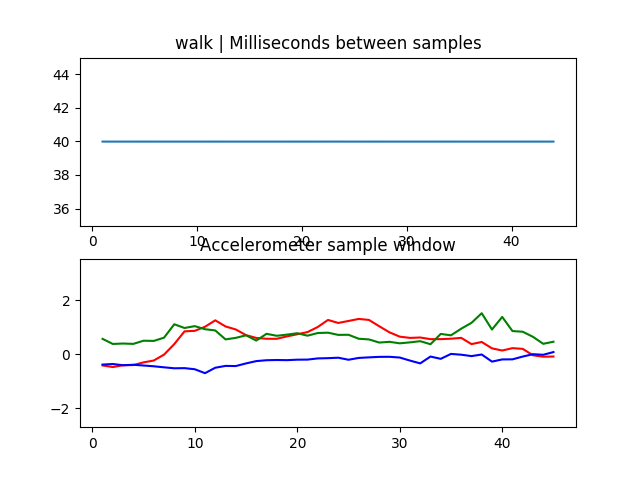 walk | Milliseconds between samples
44
42
40
38
36
0 10 20 30 40
Accelerometer sample window
2
0
−2
0 10 20 30 40